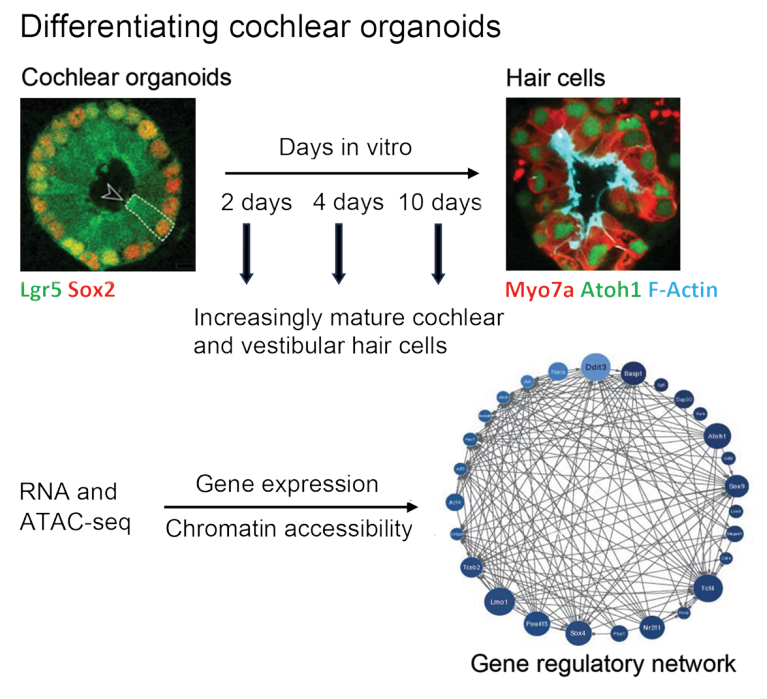 Differentiating cochlear organoids
Cochlear organoids
Hair cells
Days in vitro
2 days 4 days 10 days
Lgr5 Sox2
Myo7a Atoh1 F-Actin
Increasingly mature cochlear
and vestibular hair cells
RNA and
ATAC-seq
Gene expression
Chromatin accessibility
Ddit3
Basp1
Atoh1
Sox9
Tcf4
Nr2f1
Pbx1
Sox4
Pou4f3
Lmo1
Tceb2
Gene regulatory network